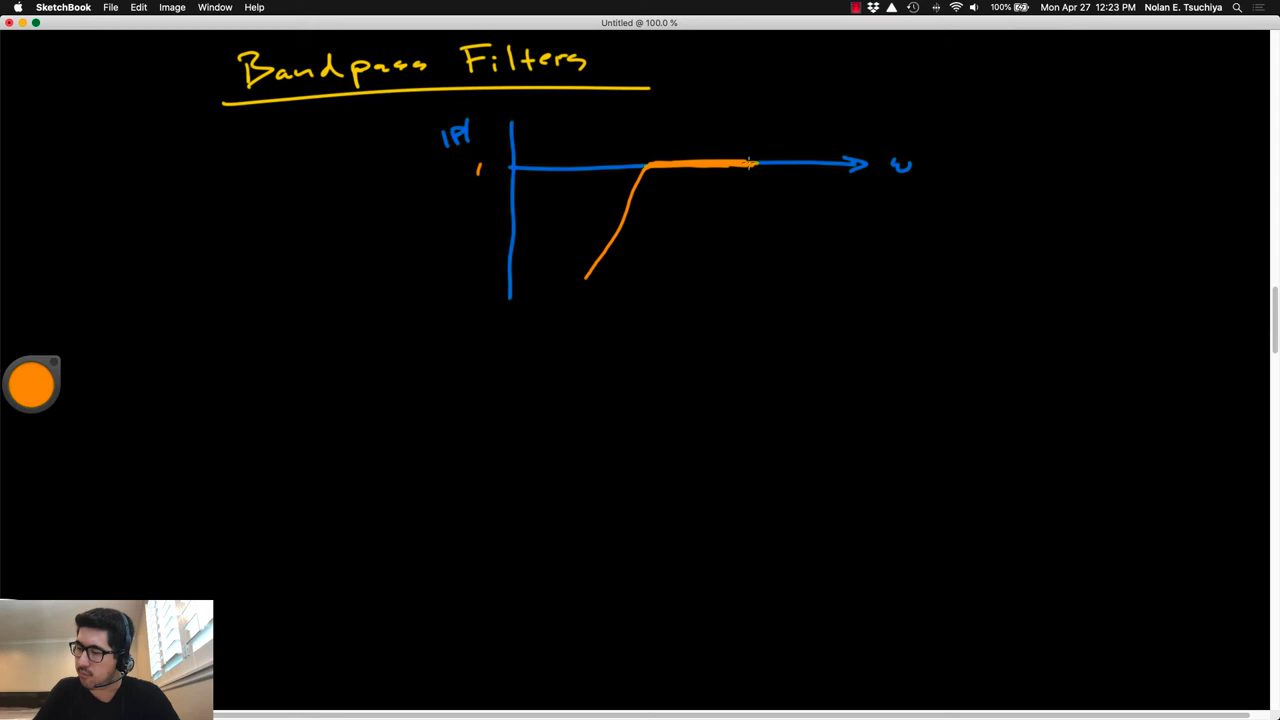 SketchBook File Edit Image Window Help 100% Mon Apr 27 12:23 PM Nolan E. Tsuchiya
Untitled @ 100.0 %
Bandpass Filters
|P|
1
ω